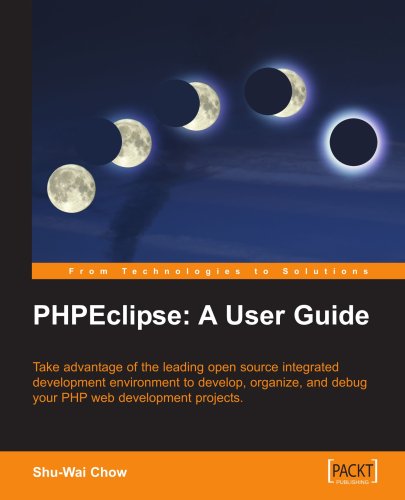 From Technologies to Solutions
PHPEclipse: A User Guide
Take advantage of the leading open source integrated
development environment to develop, organize, and debug
your PHP web development projects.
Shu-Wai Chow
PACKT
PUBLISHING